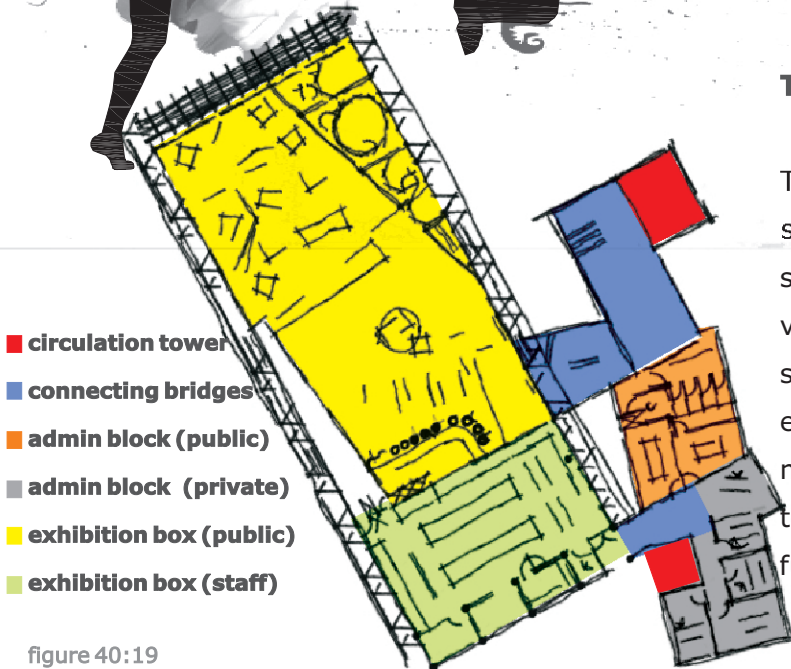 circulation tower
connecting bridges
admin block (public)
admin block (private)
exhibition box (public)
exhibition box (staff)
figure 40:19
T
T
s
s
v
s
e
r
t
f